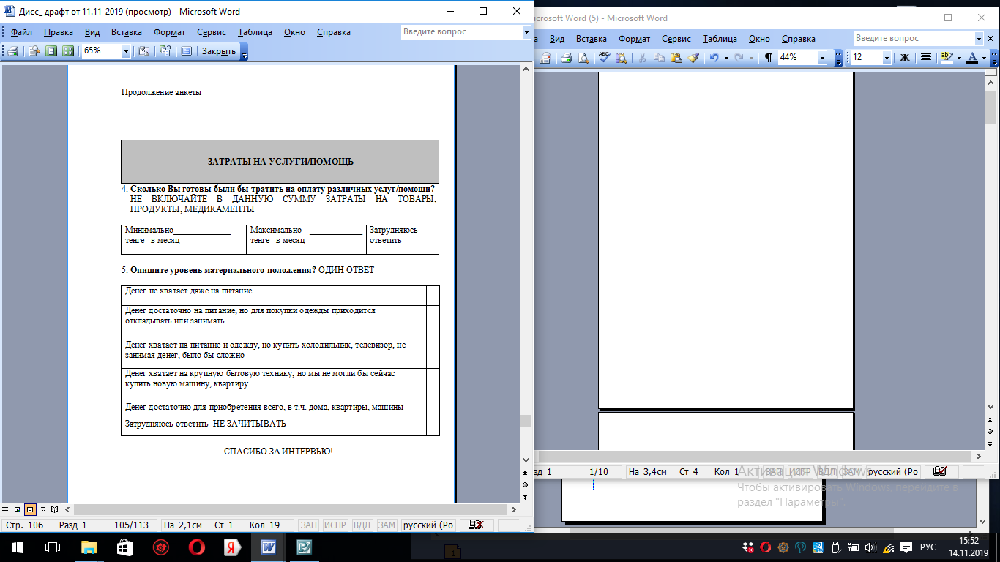 Дисс_ драфт от 11.11-2019 (просмотр) - Microsoft Word
Файл Правка Вид Вставка Формат Сервис Таблица Окно Справка
Введите вопрос
65%
Закрыть
Продолжение анкеты
ЗАТРАТЫ НА УСЛУГИ/ПОМОЩЬ
4. Сколько Вы готовы были бы тратить на оплату различных услуг/помощи?
НЕ ВКЛЮЧАЙТЕ В ДАННУЮ СУММУ ЗАТРАТЫ НА ТОВАРЫ,
ПРОДУКТЫ, МЕДИКАМЕНТЫ
Минимально_____________ Максимально ____________ Затрудняюсь
тенге в месяц тенге в месяц ответить
5. Опишите уровень материального положения? ОДИН ОТВЕТ
Денег не хватает даже на питание
Денег достаточно на питание, но для покупки одежды приходится
откладывать или занимать
Денег хватает на питание и одежду, но купить холодильник, телевизор, не
занимая денег, было бы сложно
Денег хватает на крупную бытовую технику, но мы не могли бы сейчас
купить новую машину, квартиру
Денег достаточно для приобретения всего, в т.ч. дома, квартиры, машины
Затрудняюсь ответить НЕ ЗАЧИТЫВАТЬ
СПАСИБО ЗА ИНТЕРВЬЮ!
Стр. 106 Разд 1 105/113 На 2,1см Ст 1 Кол 19 ЗАП ИСПР ВДЛ ЗАМ русский (Ро
icrosoft Word (5) - Microsoft Word
а Вид Вставка Формат Сервис Таблица Окно Справка
Введите вопрос
44% 12 Ж
зд 1 1/10 На 3,4см Ст 4 Кол 1 ЗАП ИСПР ВДЛ ЗАМ русский (Ро
Активация Windows
Чтобы активировать Windows, перейдите в
раздел "Параметры".
1
РУС
15:52
14.11.2019